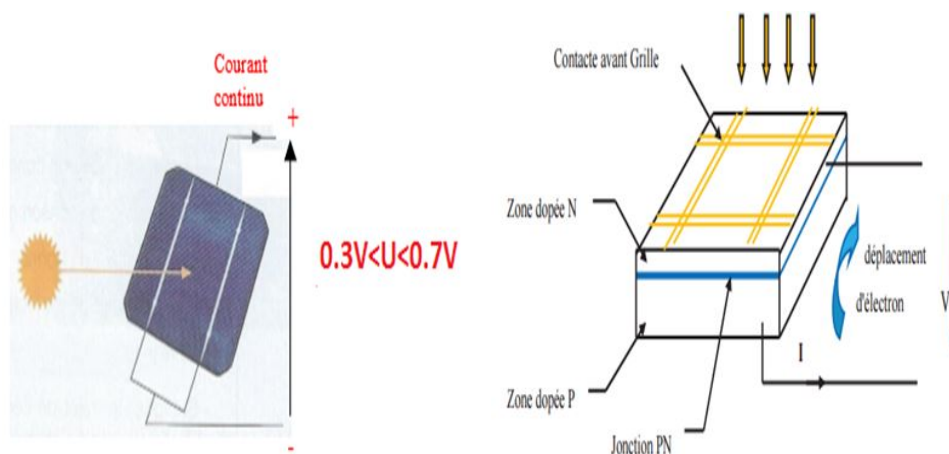 Courant
continu
+
0.3V<U<0.7V
-
Contacte avant Grille
Zone dopée N
déplacement
d'électron
V
I
Zone dopée P
Jonction PN